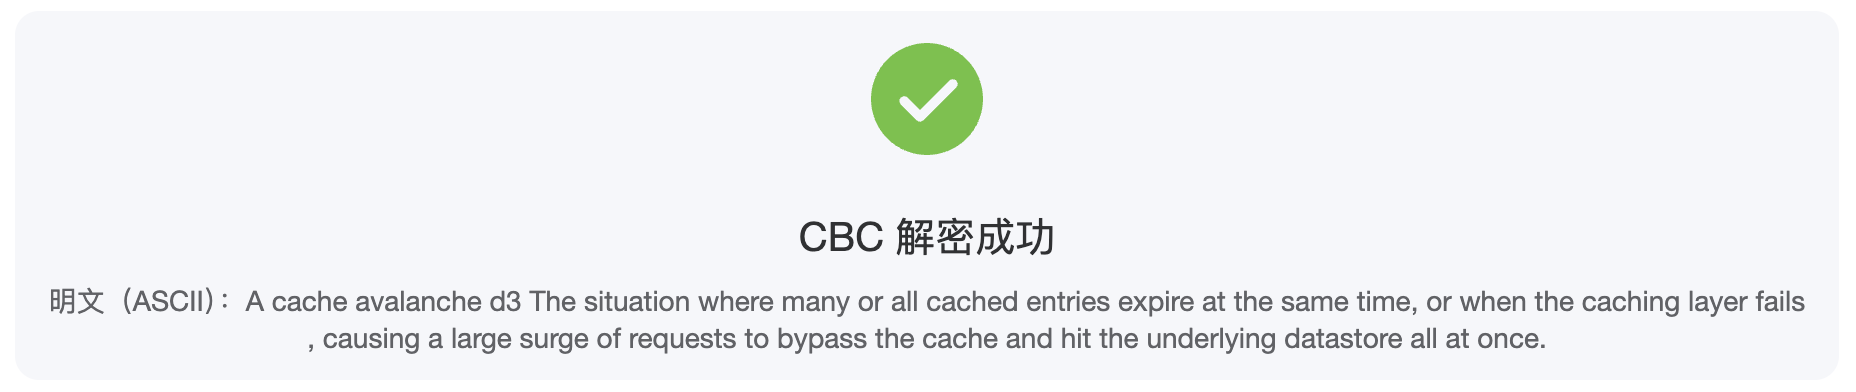 CBC 解密成功
明文（ASCII）：A cache avalanche d3 The situation where many or all cached entries expire at the same time, or when the caching layer fails
, causing a large surge of requests to bypass the cache and hit the underlying datastore all at once.